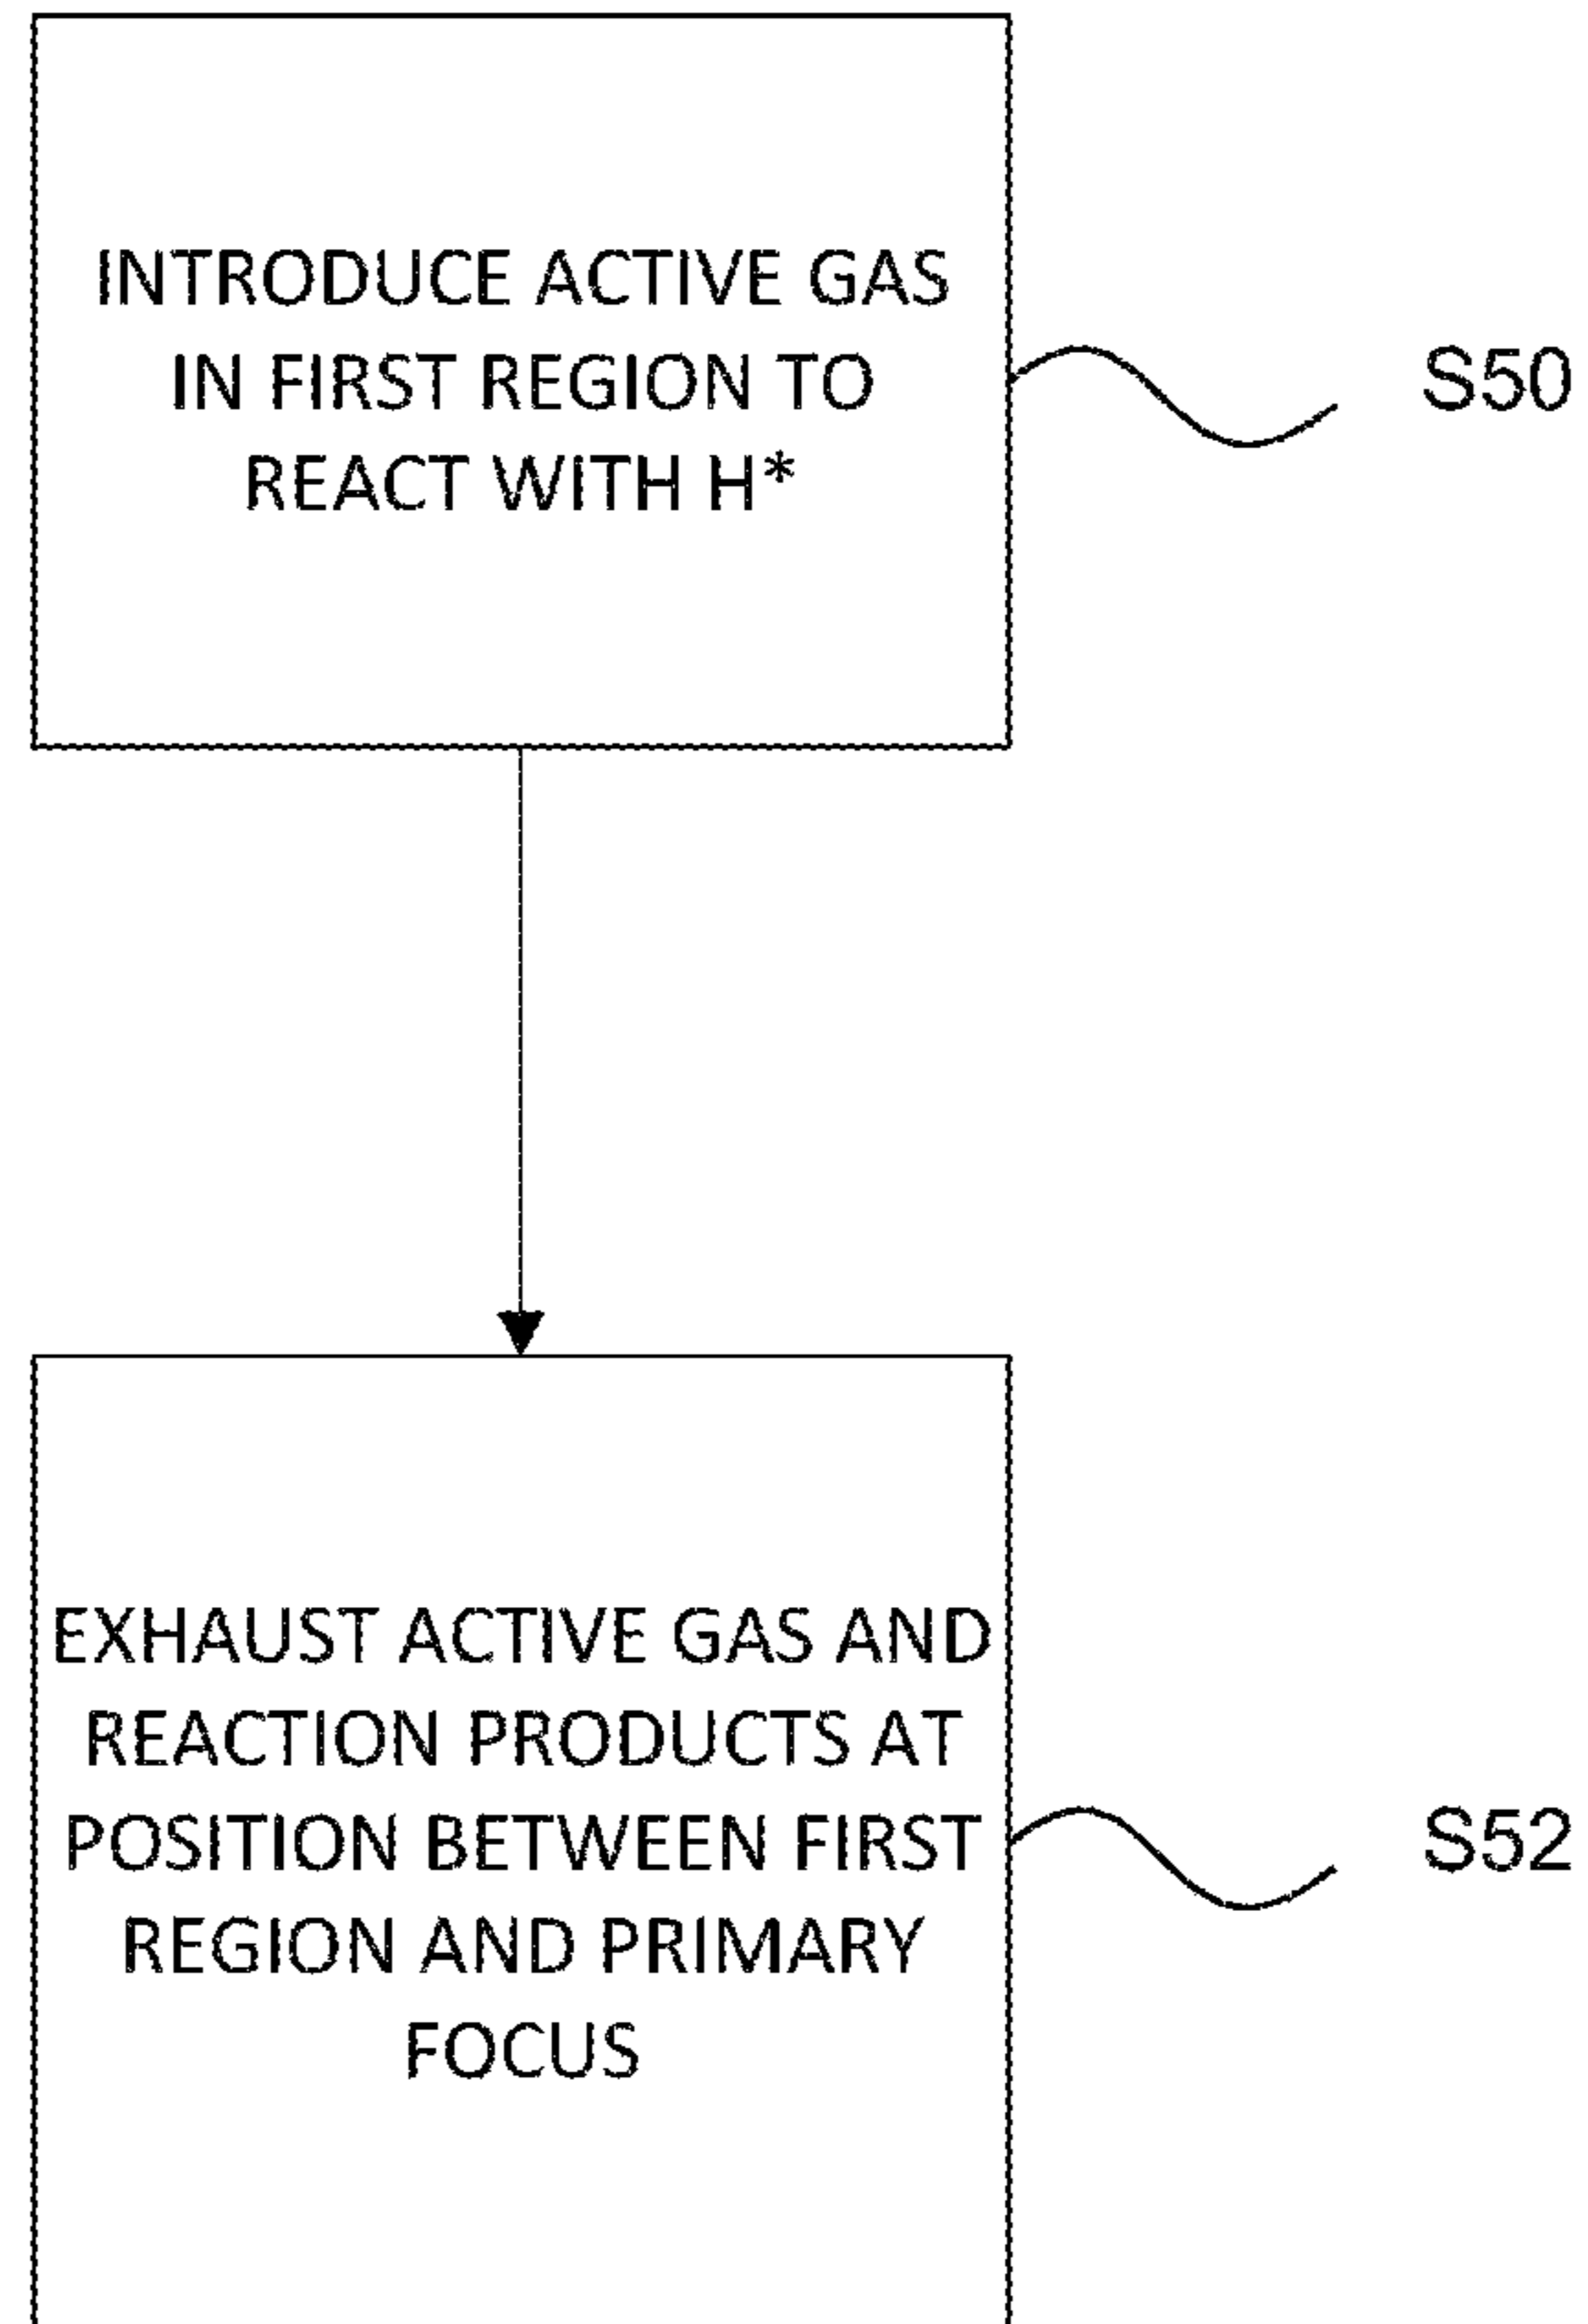 INTRODUCE ACTIVE GAS
IN FIRST REGION TO
REACT WITH H*
S50
EXHAUST ACTIVE GAS AND
REACTION PRODUCTS AT
POSITION BETWEEN FIRST
REGION AND PRIMARY
FOCUS
S52